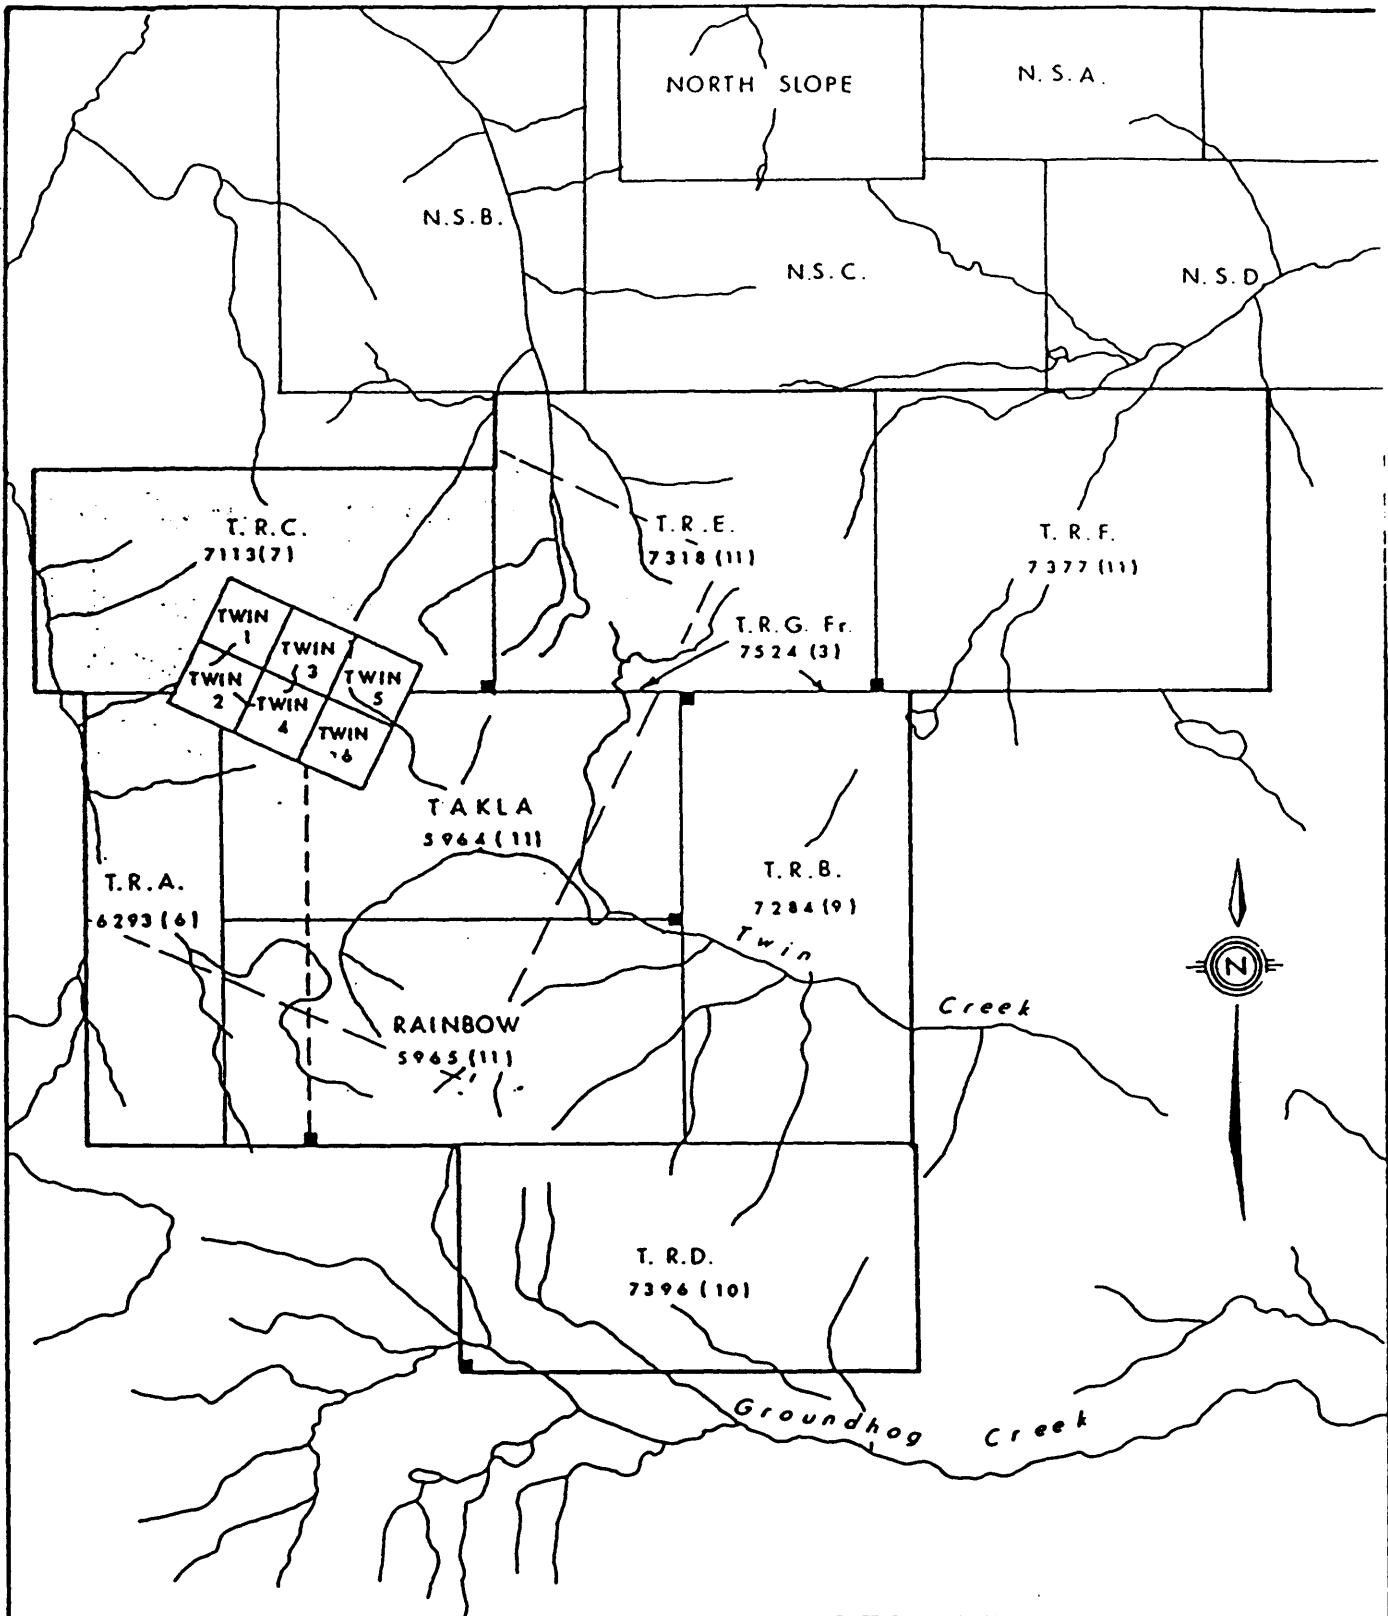 NORTH SLOPE
N. S. A.
N.S.B.
N.S.C.
N.S.D
T.R.C.
7113(7)
T.R.E.
7318 (11)
T.R.F.
7377 (11)
T.R.G. Fr.
7524 (3)
TWIN
1
TWIN
3
TWIN
5
TWIN
2
TWIN
4
TWIN
6
TAKLA
5964 (11)
T.R.A.
6293 (6)
T.R.B.
7284 (9)
Twin
Creek
N
RAINBOW
5965 (11)
T.R.D.
7396 (10)
Groundhog Creek